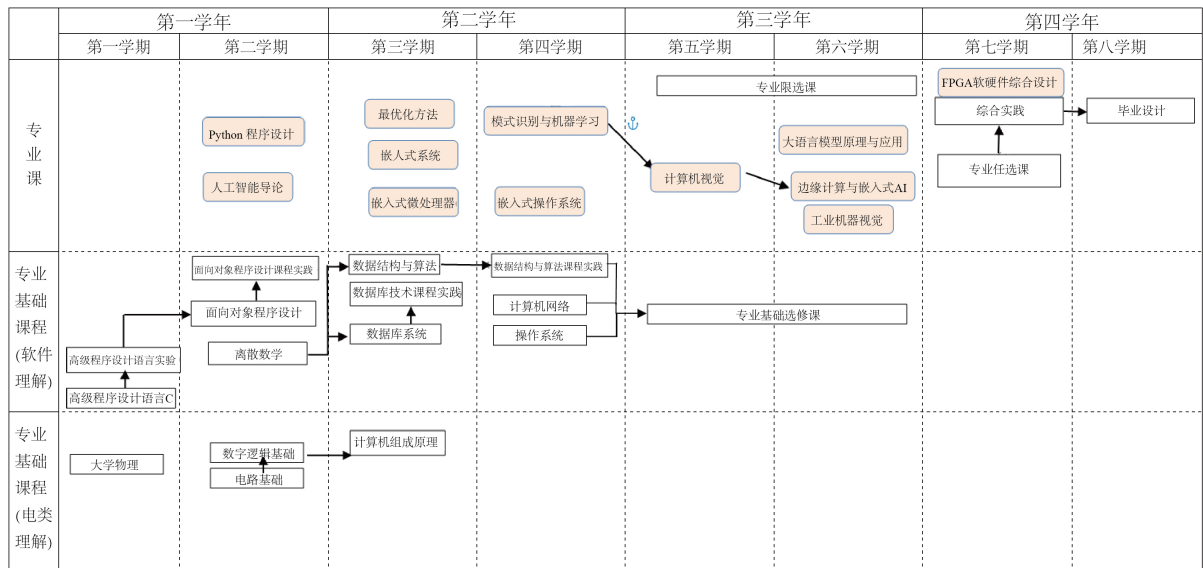 第一学年
第二学年
第三学年
第四学年
第一学期
第二学期
第三学期
第四学期
第五学期
第六学期
第七学期
第八学期
专
业
课
Python 程序设计
人工智能导论
最优化方法
嵌人式系统
嵌入式微处理器
模式识别与机器学习
嵌入式操作系统
专业限选课
计算机视觉
大语言模型原理与应用
边缘计算与嵌入式AI
工业机器视觉
FPGA软硬件综合设计
综合实践
专业任选课
毕业设计
专业
基础
课程
(软件
理解)
高级程序设计语言实验
高级程序设计语言C
面向对象程序设计课程实践
面向对象程序设计
离散数学
数据结构与算法
数据库技术课程实践
数据库系统
数据结构与算法课程实践
计算机网络
操作系统
专业基础选修课
专业
基础
课程
(电类
理解)
大学物理
数字逻辑基础
电路基础
计算机组成原理